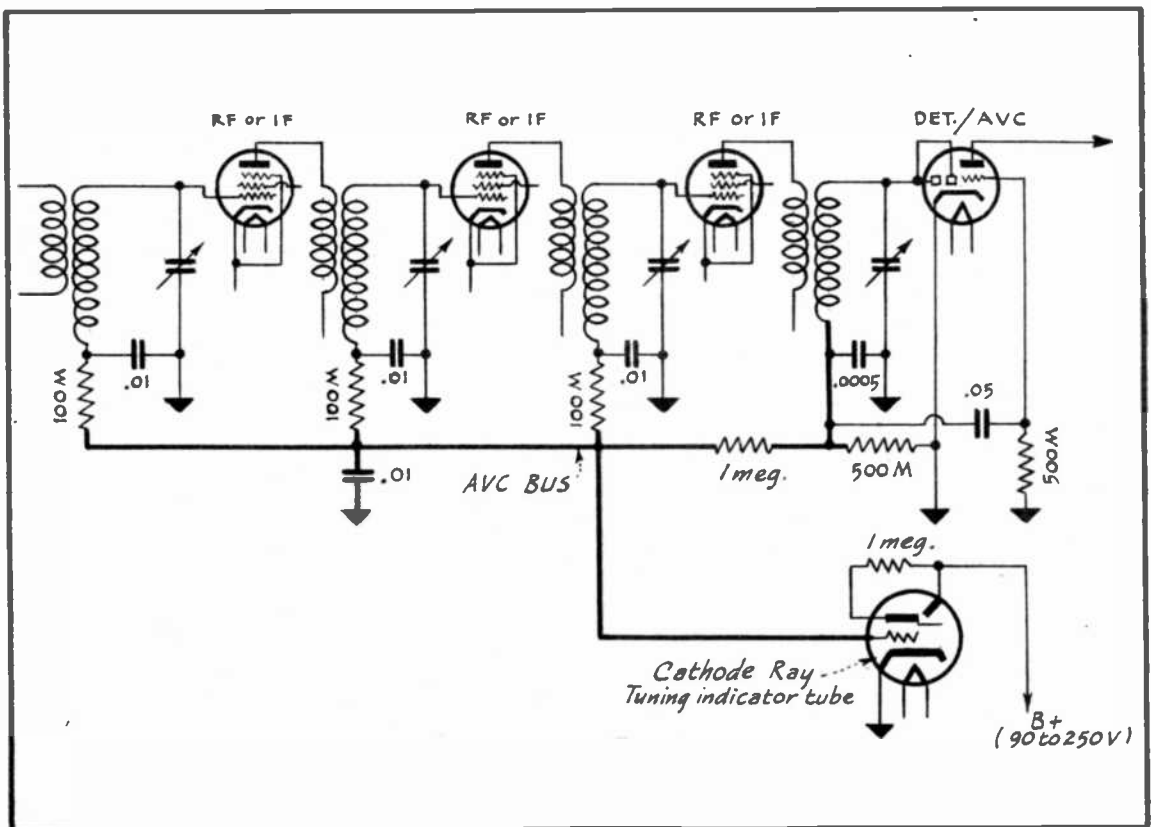 RF or IF
RF or IF
RF or IF
DET./AVC
.01
.01
.01
.0005
.05
100M
100M
100M
1 meg.
500M
500M
.01
AVC BUS
1 meg.
Cathode Ray
Tuning indicator tube
B+
(90 to 250V)